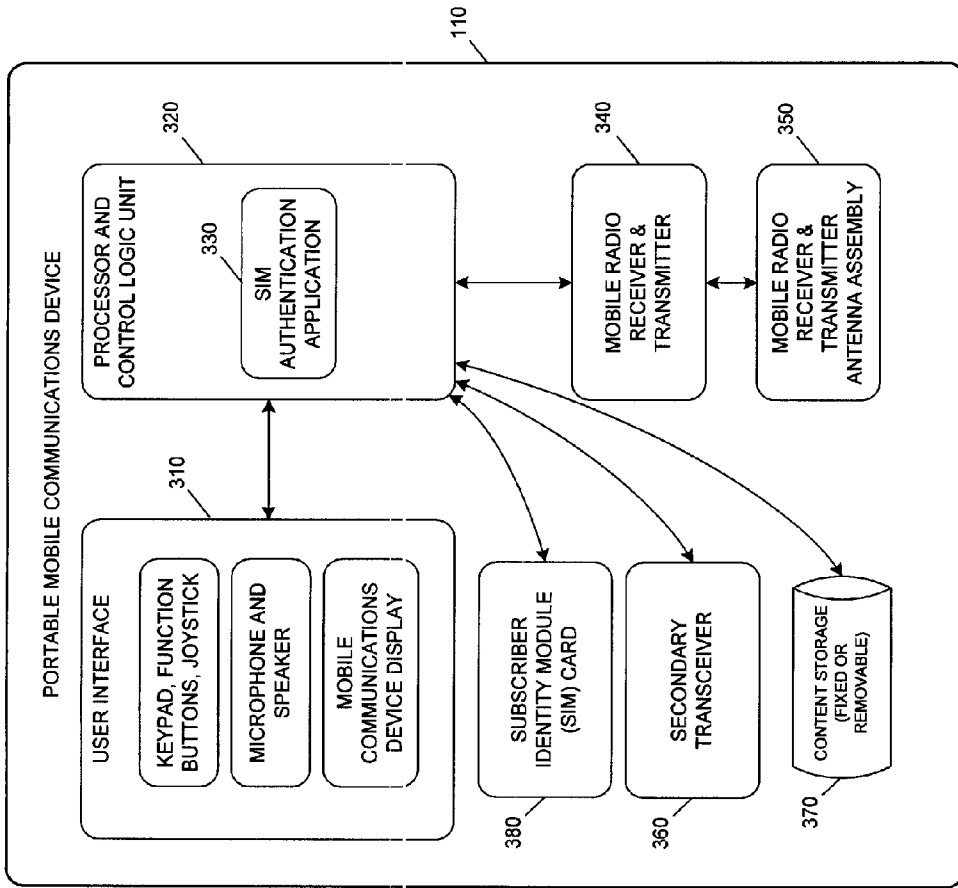 PORTABLE MOBILE COMMUNICATIONS DEVICE
110
USER INTERFACE
310
KEYPAD, FUNCTION
BUTTONS, JOYSTICK
MICROPHONE AND
SPEAKER
MOBILE
COMMUNICATIONS
DEVICE DISPLAY
PROCESSOR AND
CONTROL LOGIC UNIT
320
330
SIM
AUTHENTICATION
APPLICATION
SUBSCRIBER
IDENTITY MODULE
(SIM) CARD
380
SECONDARY
TRANSCEIVER
360
CONTENT STORAGE
(FIXED OR
REMOVABLE)
370
340
MOBILE RADIO
RECEIVER &
TRANSMITTER
350
MOBILE RADIO
RECEIVER &
TRANSMITTER
ANTENNA ASSEMBLY